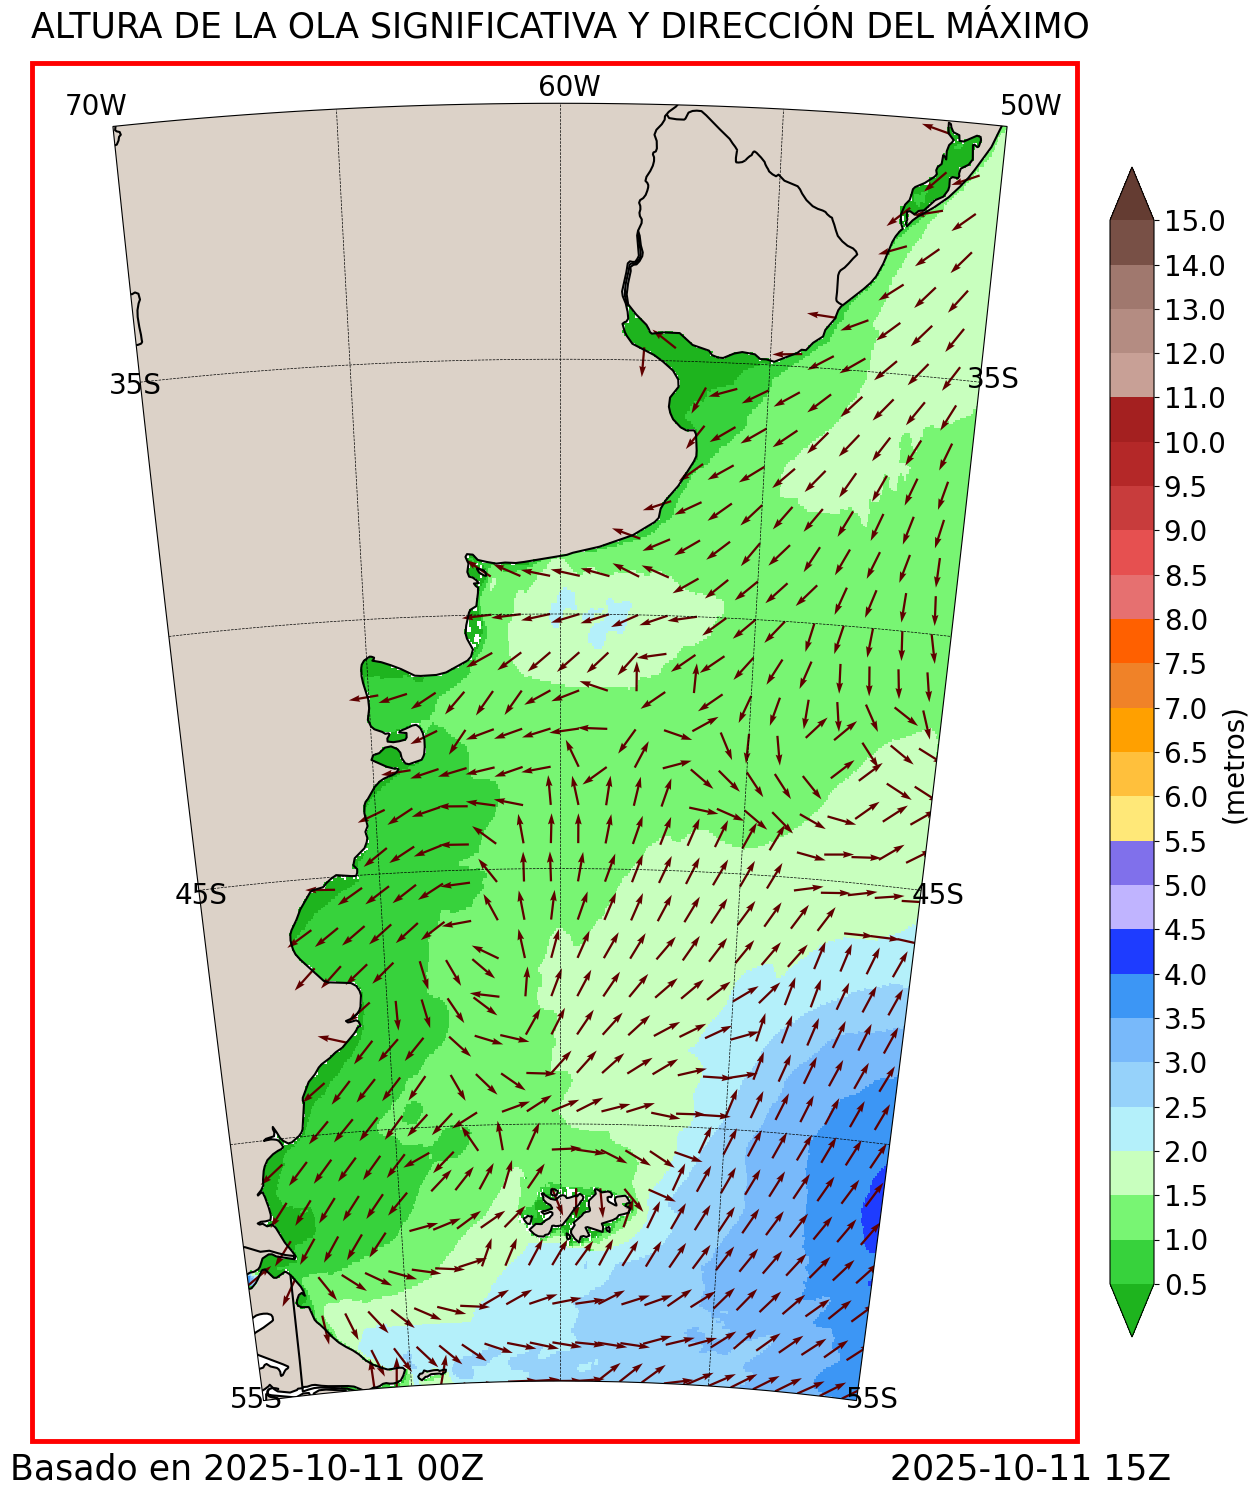 ALTURA DE LA OLA SIGNIFICATIVA Y DIRECCIÓN DEL MÁXIMO
70W
60W
50W
35S
35S
45S
45S
55S
55S
15.0
14.0
13.0
12.0
11.0
10.0
9.5
9.0
8.5
8.0
7.5
7.0
6.5
6.0
5.5
5.0
4.5
4.0
3.5
3.0
2.5
2.0
1.5
1.0
0.5
(metros)
Basado en 2025-10-11 00Z
2025-10-11 15Z